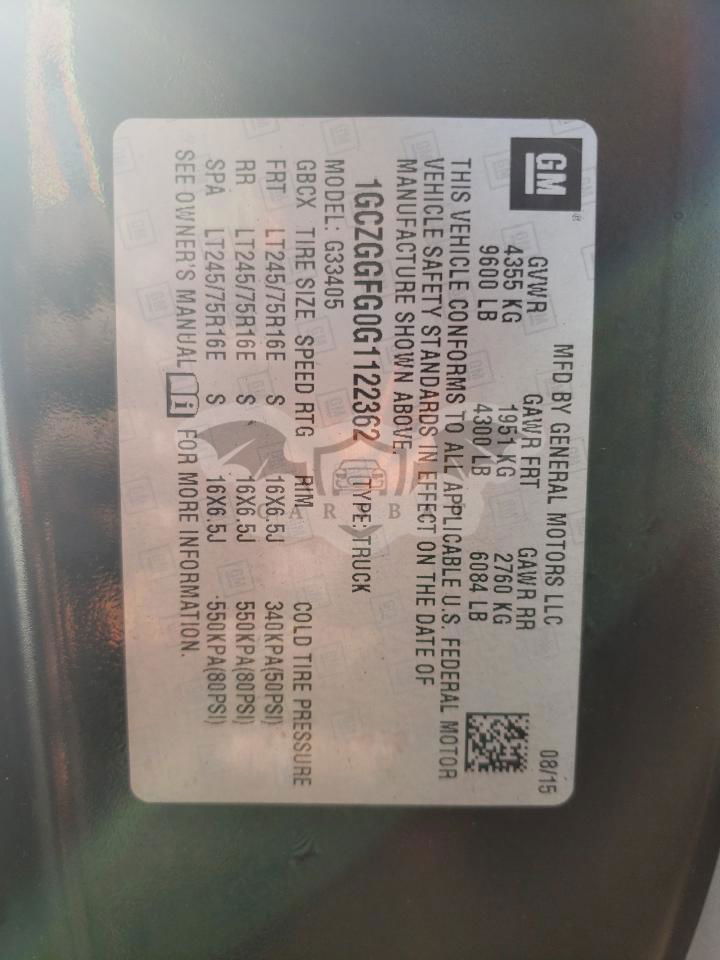 GM
®
MFD BY GENERAL MOTORS LLC 08/15
GVWR GAWR FRT GAWR RR
4355 KG 1951 KG 2760 KG
9600 LB 4300 LB 6084 LB
THIS VEHICLE CONFORMS TO ALL APPLICABLE U.S. FEDERAL MOTOR
VEHICLE SAFETY STANDARDS IN EFFECT ON THE DATE OF
MANUFACTURE SHOWN ABOVE.
1GCZGGFG0G1122362 TYPE: TRUCK
MODEL: G33405
GBCX TIRE SIZE SPEED RTG RIM COLD TIRE PRESSURE
FRT LT245/75R16E S 16X6.5J 340KPA(50PSI)
RR LT245/75R16E S 16X6.5J 550KPA(80PSI)
SPA LT245/75R16E S 16X6.5J 550KPA(80PSI)
SEE OWNER'S MANUAL FOR MORE INFORMATION.